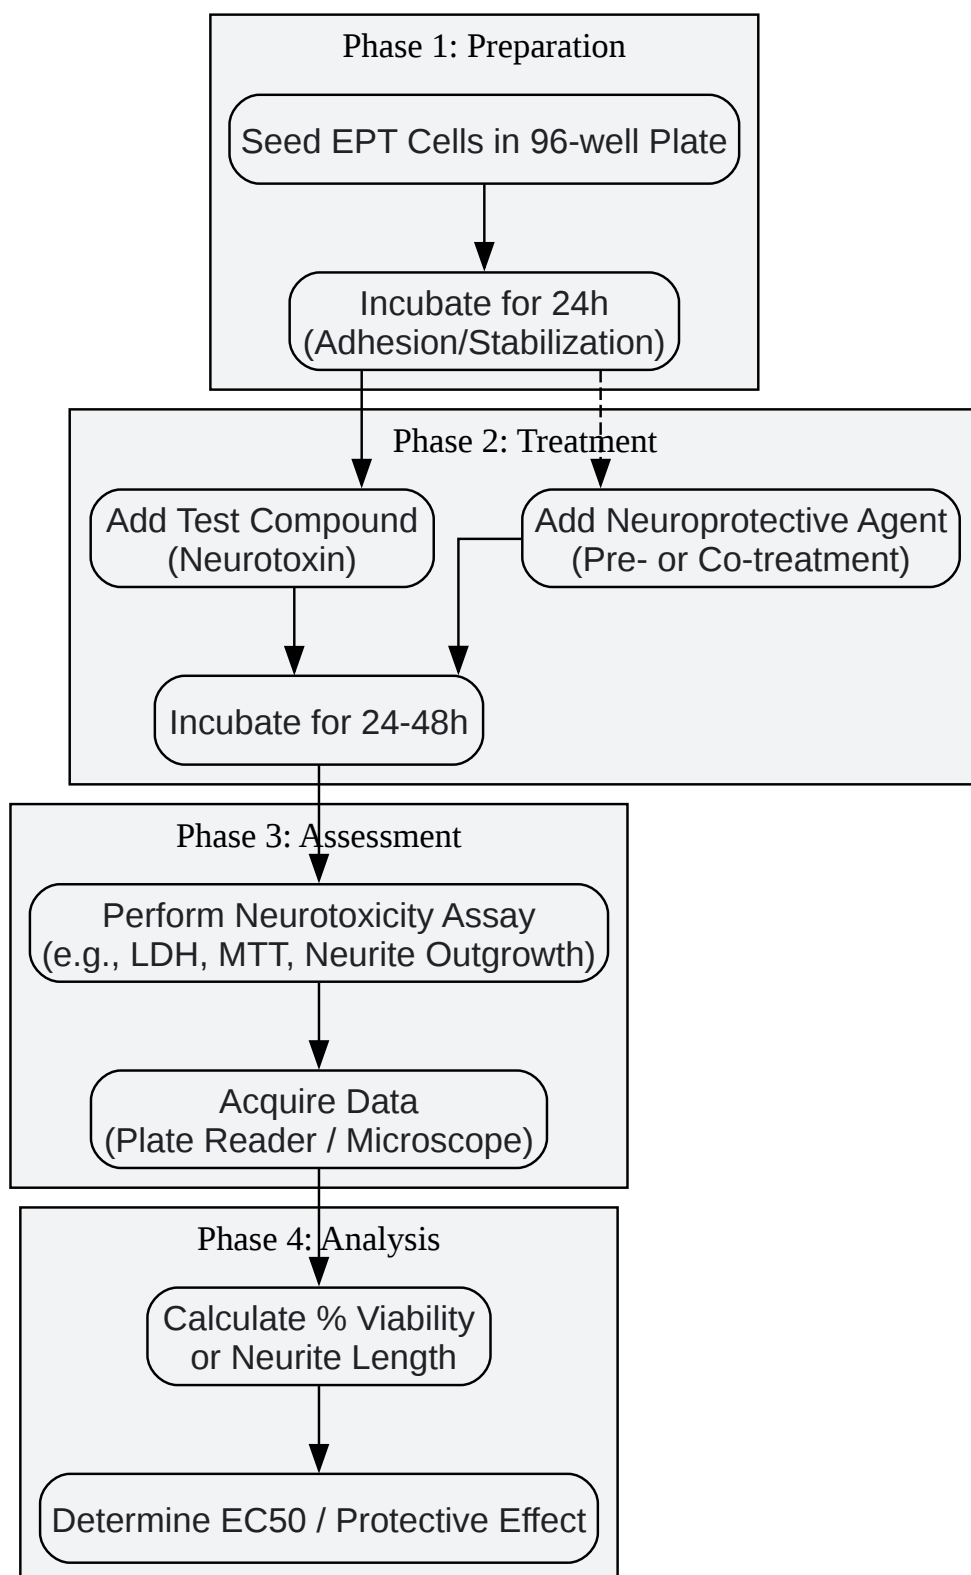 Phase 1: Preparation
Seed EPT Cells in 96-well Plate
Incubate for 24h
(Adhesion/Stabilization)
Phase 2: Treatment
Add Test Compound
(Neurotoxin)
Add Neuroprotective Agent
(Pre- or Co-treatment)
Incubate for 24-48h
Phase 3: Assessment
Perform Neurotoxicity Assay
(e.g., LDH, MTT, Neurite Outgrowth)
Acquire Data
(Plate Reader / Microscope)
Phase 4: Analysis
Calculate % Viability
or Neurite Length
Determine EC50 / Protective Effect